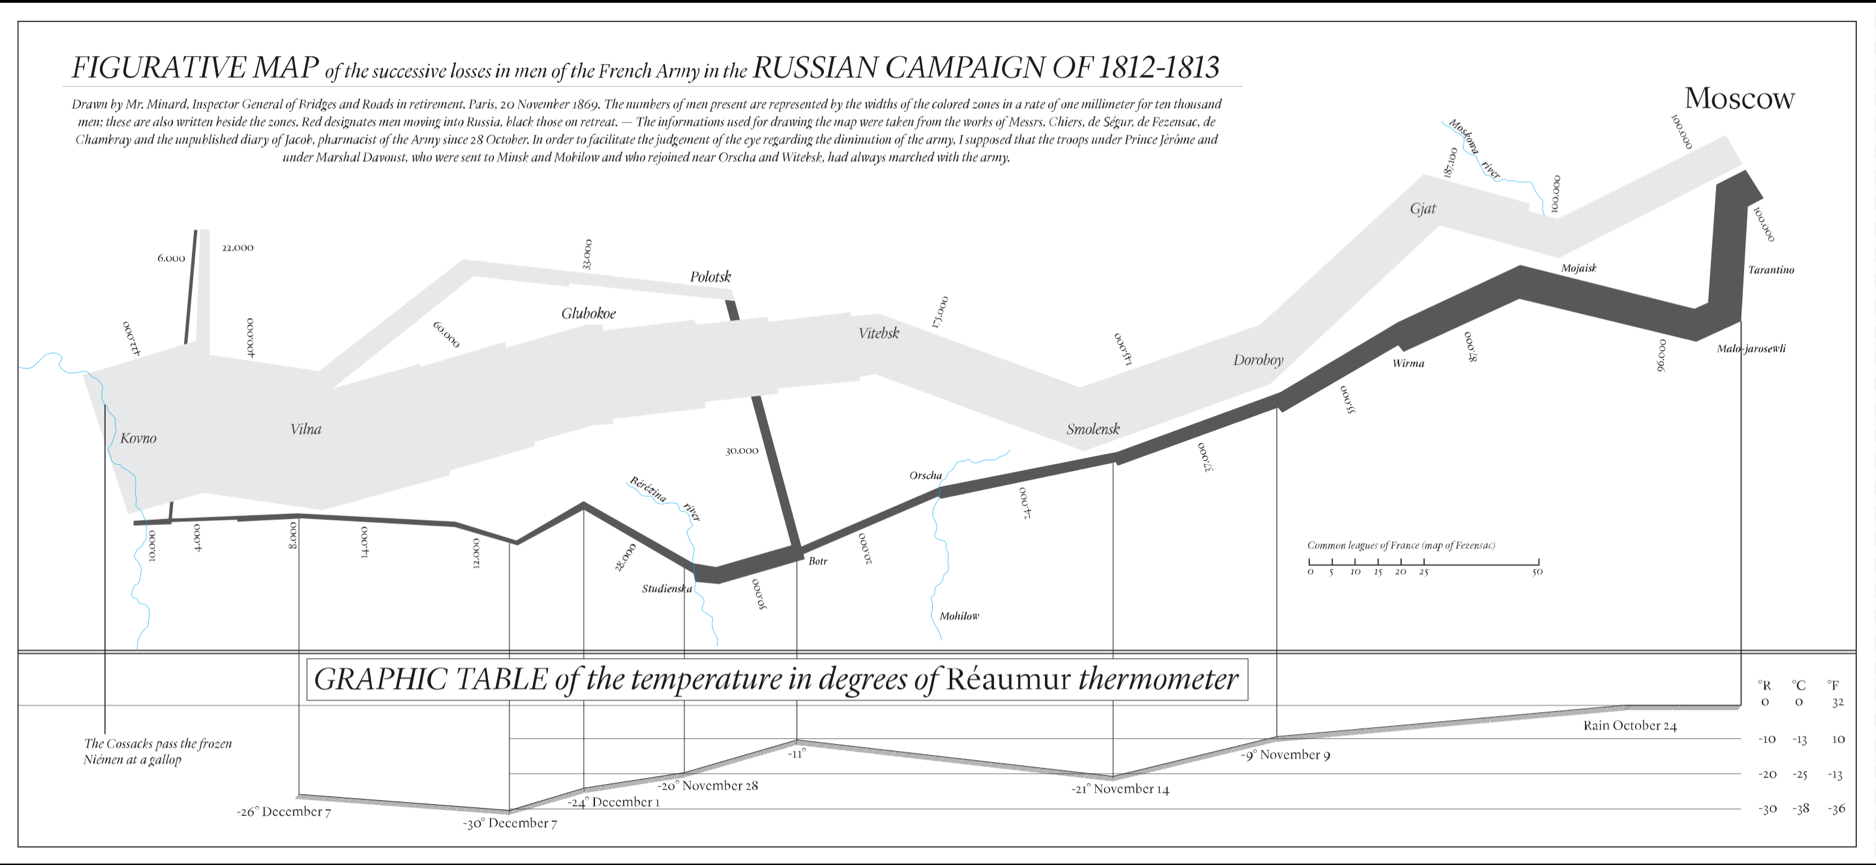 FIGURATIVE MAP of the successive losses in men of the French Army in the RUSSIAN CAMPAIGN OF 1812-1813
Drawn by Mr. Minard, Inspector General of Bridges and Roads in retirement. Paris, 20 November 1869. The numbers of men present are represented by the widths of the colored zones in a rate of one millimeter for ten thousand
men; these are also written beside the zones. Red designates men moving into Russia, black those on retreat. — The informations used for drawing the map were taken from the works of Messrs. Chiers, de Ségur, de Fezensac, de
Chambray and the unpublished diary of Jacob, pharmacist of the Army since 28 October. In order to facilitate the judgement of the eye regarding the diminution of the army, I supposed that the troops under Prince Jèrôme and
under Marshal Davoust, who were sent to Minsk and Mobilow and who rejoined near Orscha and Witebsk, had always marched with the army.
Moscow
100.000
Moskowa river
187.100
100.000
Gjat
100.000
Mojaisk
Tarantino
22.000
6.000
33.000
Polotsk
Glubokoe
422.000
400.000
60.000
Vitebsk
175.000
145.000
Doroboy
Wirma
87.000
96.000
Malo-jarosewli
Kovno
Vilna
Smolensk
55.000
37.000
30.000
Orscha
24.000
Bérézina river
10.000
4.000
8.000
14.000
12.000
28.000
Studienska
50.000
Botr
20.000
Mohilow
Common leagues of France (map of Fezensac)
0 5 10 15 20 25 50
GRAPHIC TABLE of the temperature in degrees of Réaumur thermometer
°R °C °F
0 0 32
-10 -13 10
-20 -25 -13
-30 -38 -36
The Cossacks pass the frozen
Niémen at a gallop
Rain October 24
-9° November 9
-21° November 14
-11°
-20° November 28
-24° December 1
-30° December 7
-26° December 7